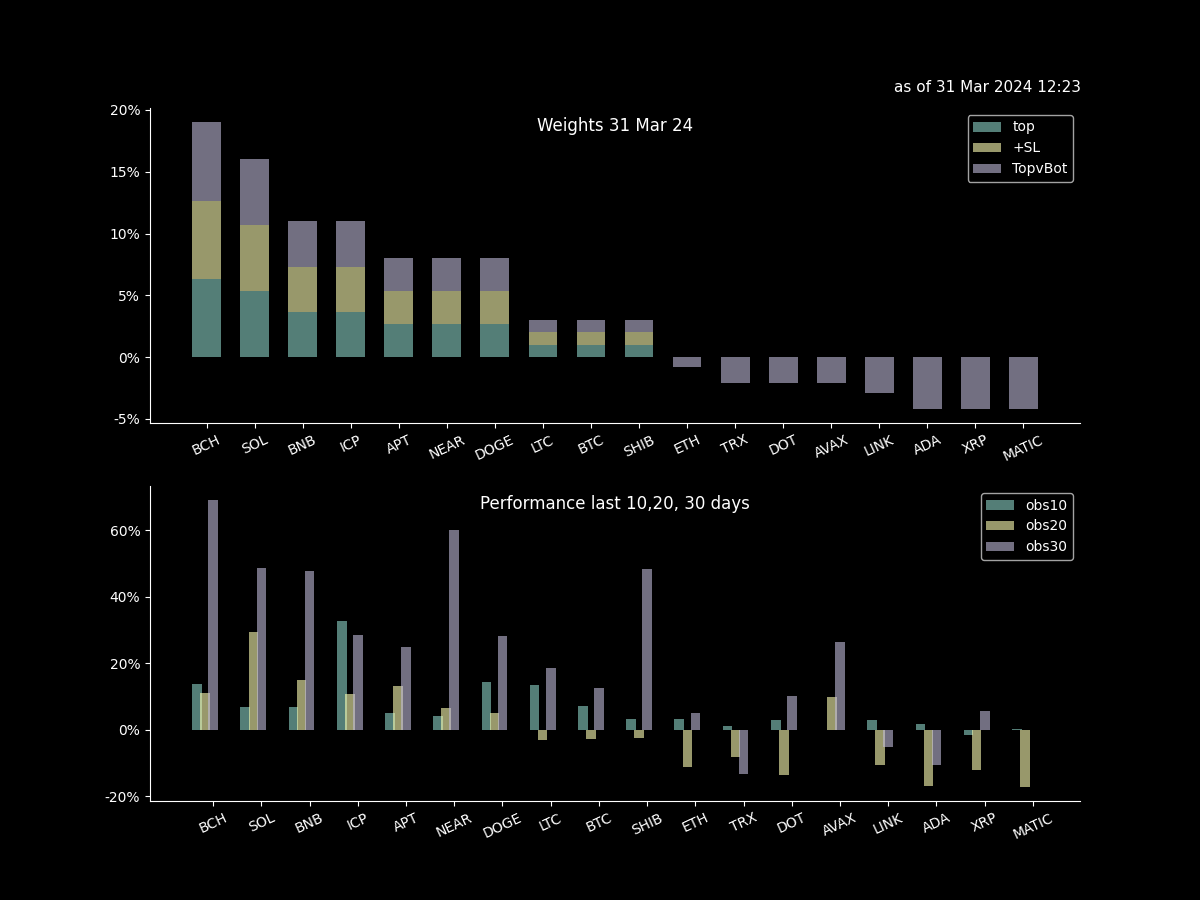 as of 31 Mar 2024 12:23
Weights 31 Mar 24
top
+SL
TopvBot
20%
15%
10%
5%
0%
-5%
BCH SOL BNB ICP APT NEAR DOGE LTC BTC SHIB ETH TRX DOT AVAX LINK ADA XRP MATIC
Performance last 10,20, 30 days
obs10
obs20
obs30
60%
40%
20%
0%
-20%
BCH SOL BNB ICP APT NEAR DOGE LTC BTC SHIB ETH TRX DOT AVAX LINK ADA XRP MATIC